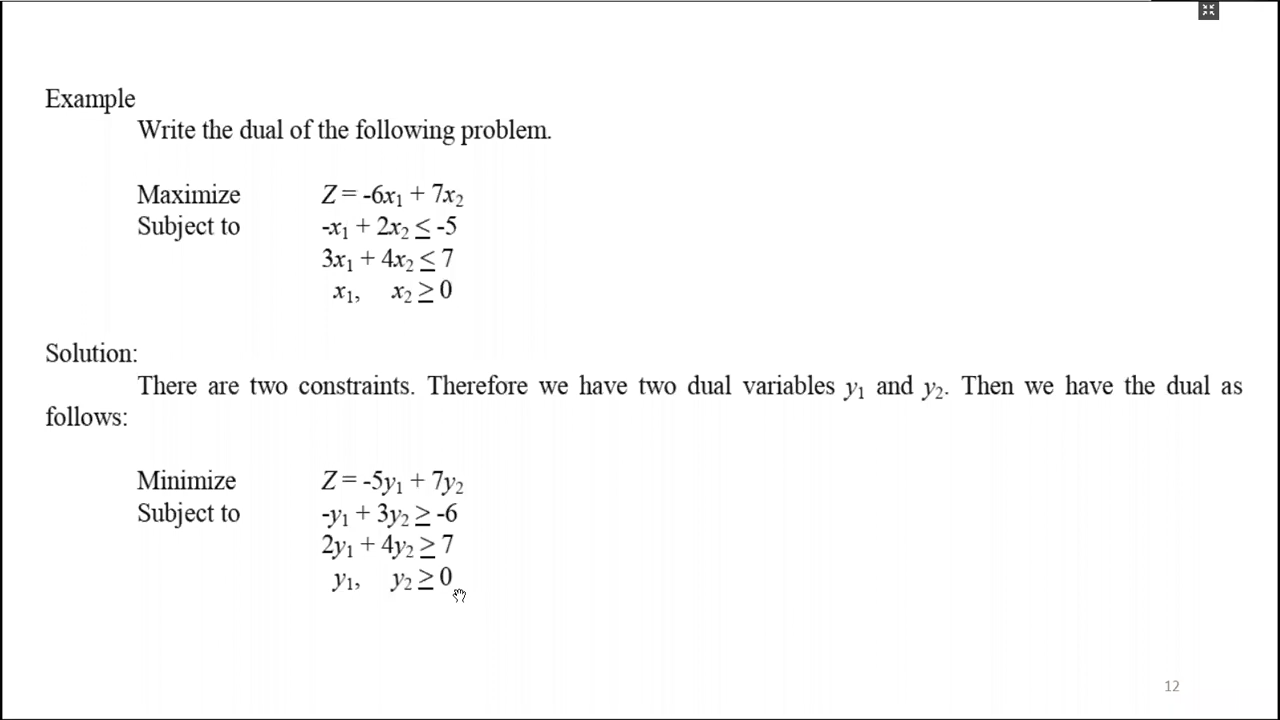 Example
Write the dual of the following problem.
Maximize Z = -6x₁ + 7x₂
Subject to -x₁ + 2x₂ ≤ -5
3x₁ + 4x₂ ≤ 7
x₁, x₂ ≥ 0
Solution:
There are two constraints. Therefore we have two dual variables y₁ and y₂. Then we have the dual as
follows:
Minimize Z = -5y₁ + 7y₂
Subject to -y₁ + 3y₂ ≥ -6
2y₁ + 4y₂ ≥ 7
y₁, y₂ ≥ 0
12